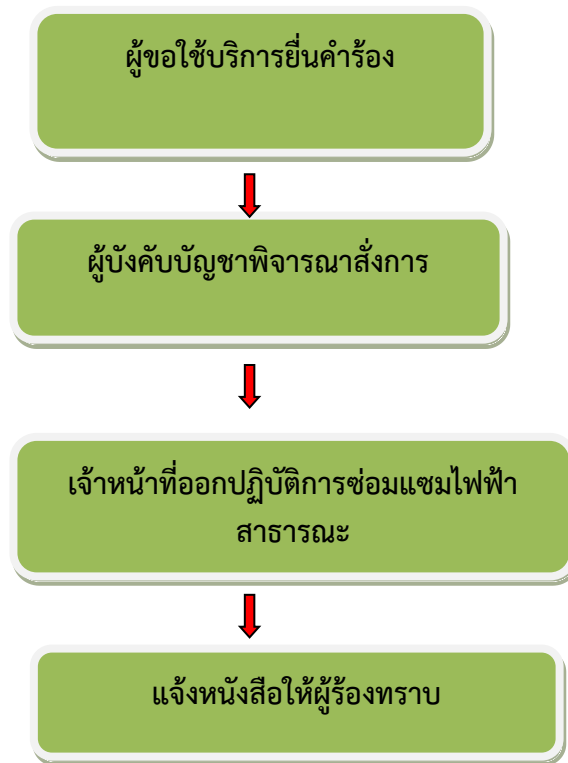 ผู้ขอใช้บริการยื่นคำร้อง
ผู้บังคับบัญชาพิจารณาสั่งการ
เจ้าหน้าที่ออกปฏิบัติการซ่อมแซมไฟฟ้า
สาธารณะ
แจ้งหนังสือให้ผู้ร้องทราบ